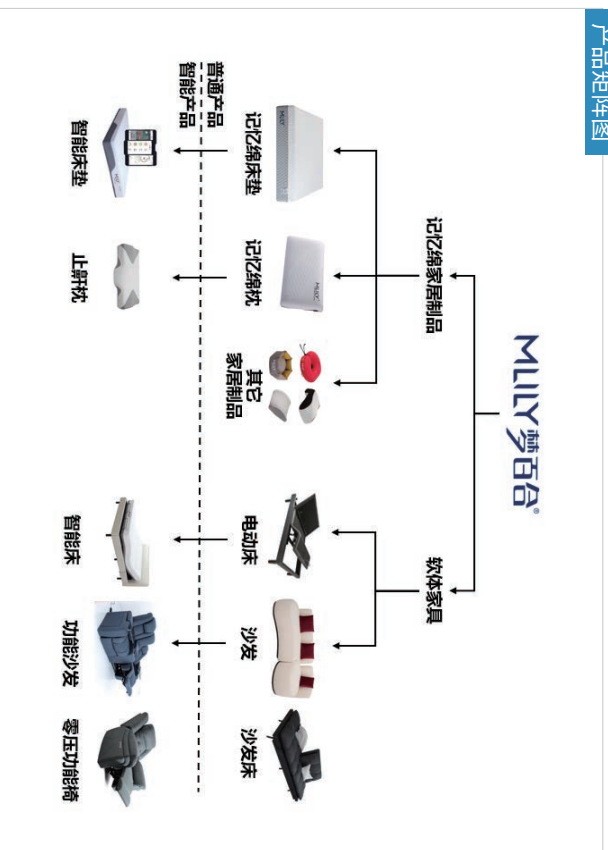 产品矩阵图
MLILY梦百合®
记忆绵家居制品
软体家具
记忆绵床垫
记忆绵枕
其它
家居制品
电动床
沙发
沙发床
普通产品
智能产品
智能床垫
止鼾枕
智能床
功能沙发
零压功能椅